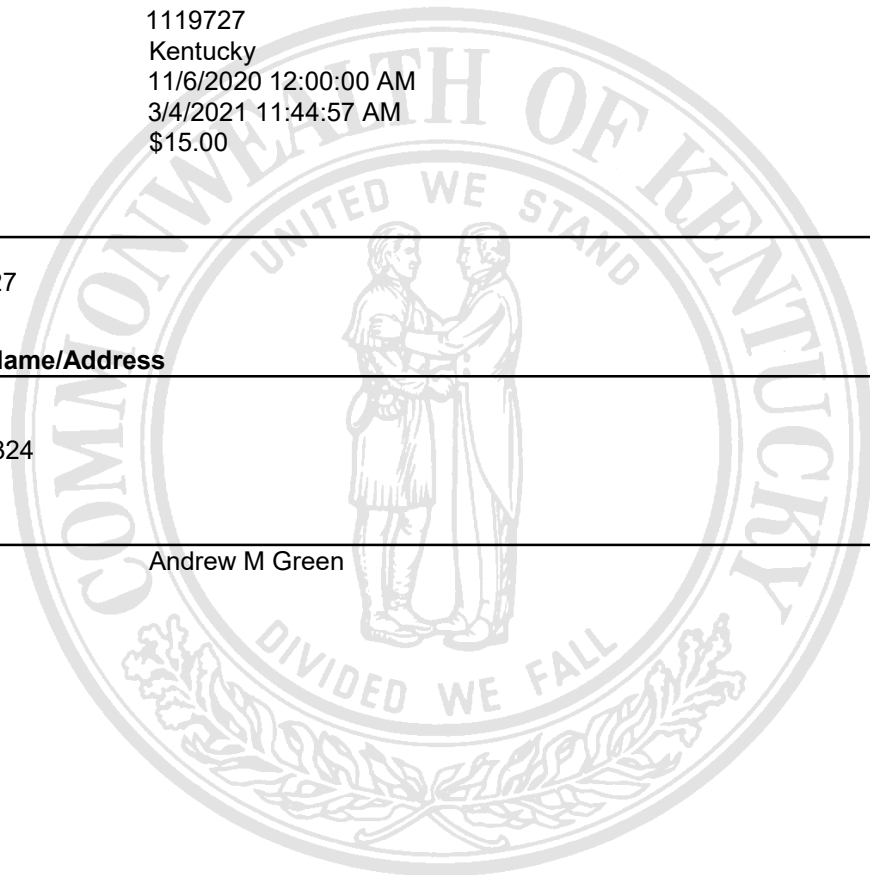 1119727
Kentucky
11/6/2020 12:00:00 AM
3/4/2021 11:44:57 AM
$15.00
27
ame/Address
324
Andrew M Green
COMMONWEALTH OF KENTUCKY
UNITED WE STAND
DIVIDED WE FALL